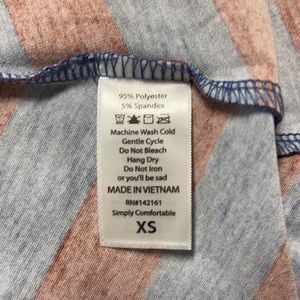 95% Polyester
5% Spandex
Machine Wash Cold
Gentle Cycle
Do Not Bleach
Hang Dry
Do Not Iron
or you'll be sad
MADE IN VIETNAM
RN#142161
Simply Comfortable
XS